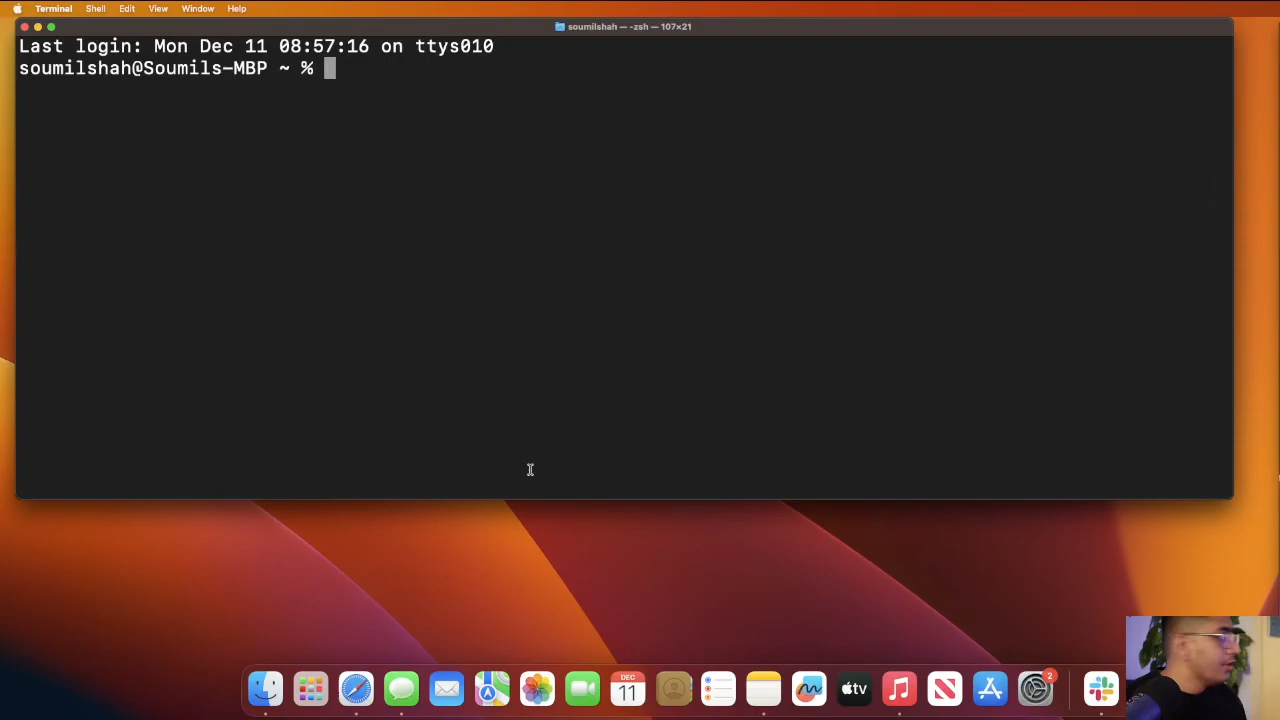 Terminal Shell Edit View Window Help
soumilshah — -zsh — 107×21
Last login: Mon Dec 11 08:57:16 on ttys010
soumilshah@Soumils-MBP ~ %
DEC
11
tv
2